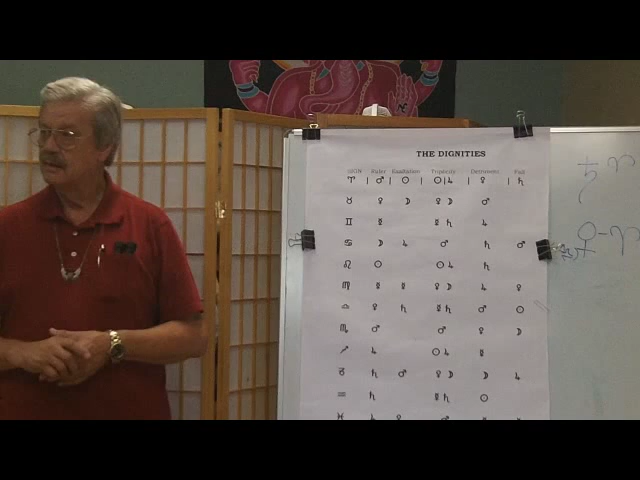 THE DIGNITIES
SIGN Ruler Exaltation Triplicity Detriment Fall
♈ | ♂ | ☉ | ☉ | ♃ | ♀ | ♄
♉ ♀ ☽ ♀ ☽ ♂
♊ ☿ ☿ ♄ ♃
♋ ☽ ♃ ♂ ♄ ♂
♌ ☉ ☉ ♃ ♄
♍ ☿ ☿ ♀ ☽ ♃ ♀
♎ ♀ ♄ ☿ ♄ ♂ ☉
♏ ♂ ♂ ♀ ☽
♐ ♃ ☉ ♃ ☿
♑ ♄ ♂ ♀ ☽ ☽ ♃
♒ ♄ ☿ ♄ ☉
♓ ♃ ♀ ♂ ☿
♄ ♈
♀ - ♈